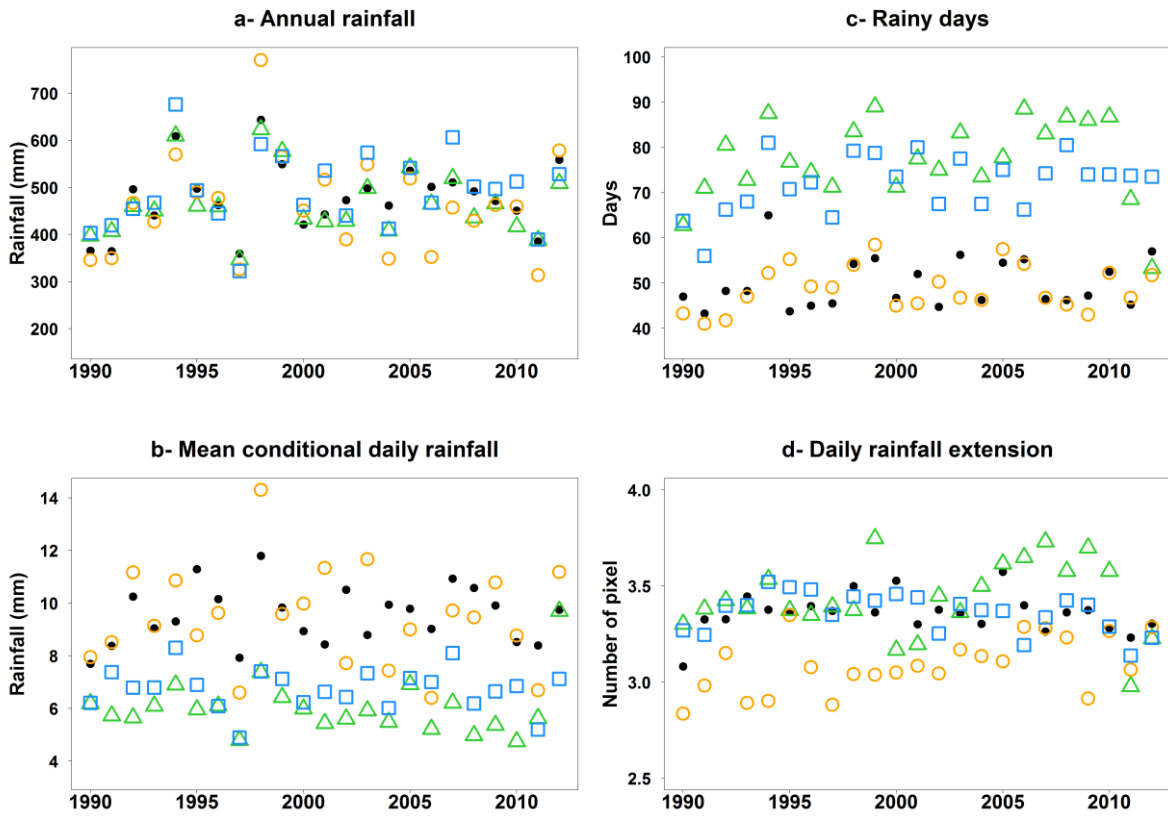 a- Annual rainfall
Rainfall (mm)
700
600
500
400
300
200
1990 1995 2000 2005 2010
c- Rainy days
Days
100
90
80
70
60
50
40
1990 1995 2000 2005 2010
b- Mean conditional daily rainfall
Rainfall (mm)
14
12
10
8
6
4
1990 1995 2000 2005 2010
d- Daily rainfall extension
Number of pixel
4.0
3.5
3.0
2.5
1990 1995 2000 2005 2010